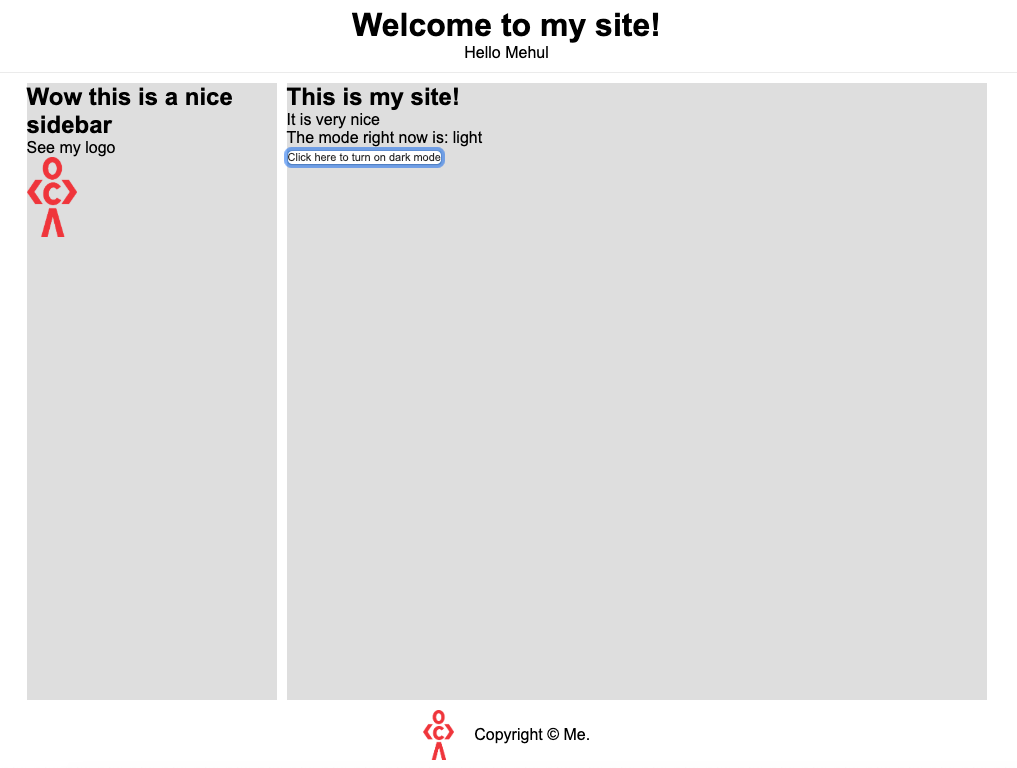 Welcome to my site!
Hello Mehul
Wow this is a nice
sidebar
See my logo
This is my site!
It is very nice
The mode right now is: light
Click here to turn on dark mode
Copyright © Me.